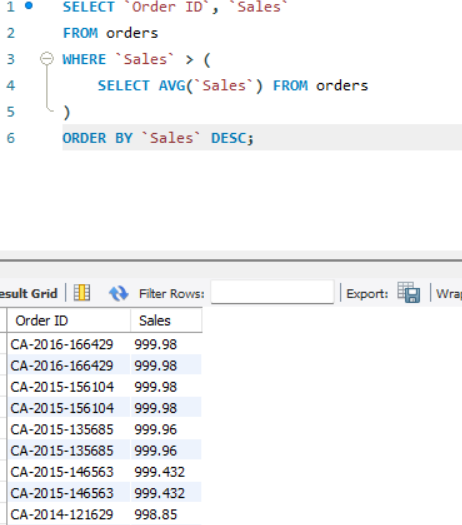 1 SELECT `Order ID`, `Sales`
2 FROM orders
3 WHERE `Sales` > (
4 SELECT AVG(`Sales`) FROM orders
5 )
6 ORDER BY `Sales` DESC;
Grid Filter Rows: Export:
Order ID Sales
CA-2016-166429 999.98
CA-2016-166429 999.98
CA-2015-156104 999.98
CA-2015-156104 999.98
CA-2015-135685 999.96
CA-2015-135685 999.96
CA-2015-146563 999.432
CA-2015-146563 999.432
CA-2014-121629 998.85